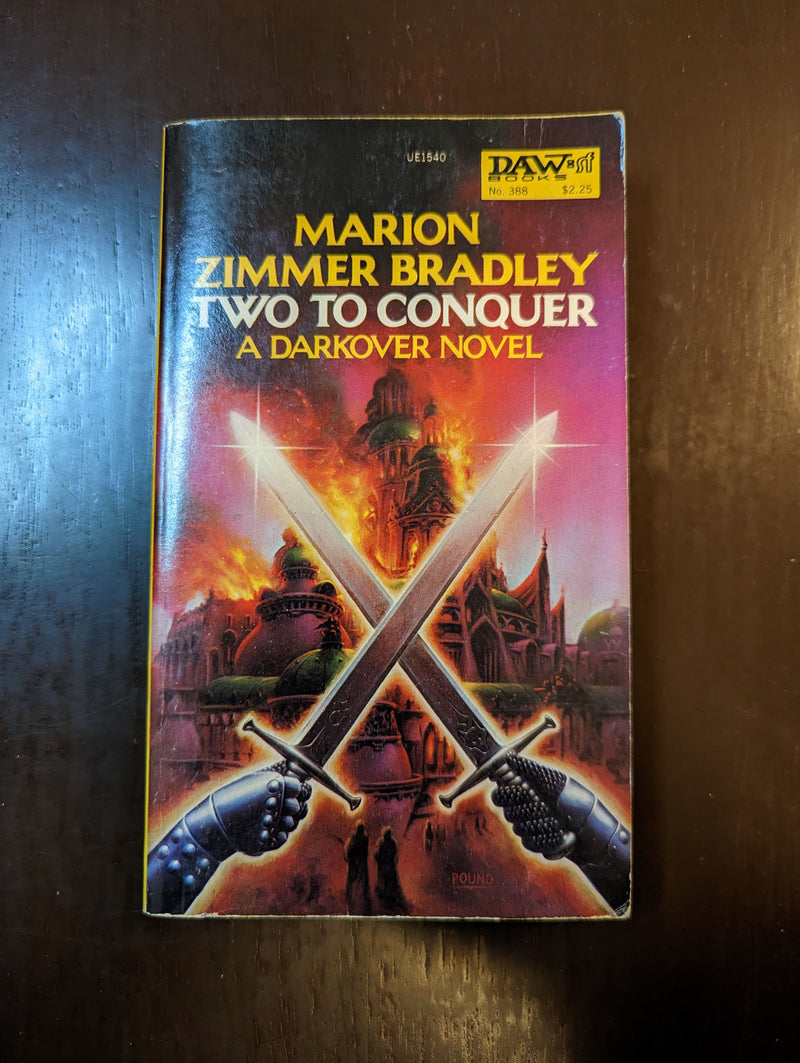 UE1540
DAW sf
BOOKS
No. 388 $2.25
MARION
ZIMMER BRADLEY
TWO TO CONQUER
A DARKOVER NOVEL
POUND